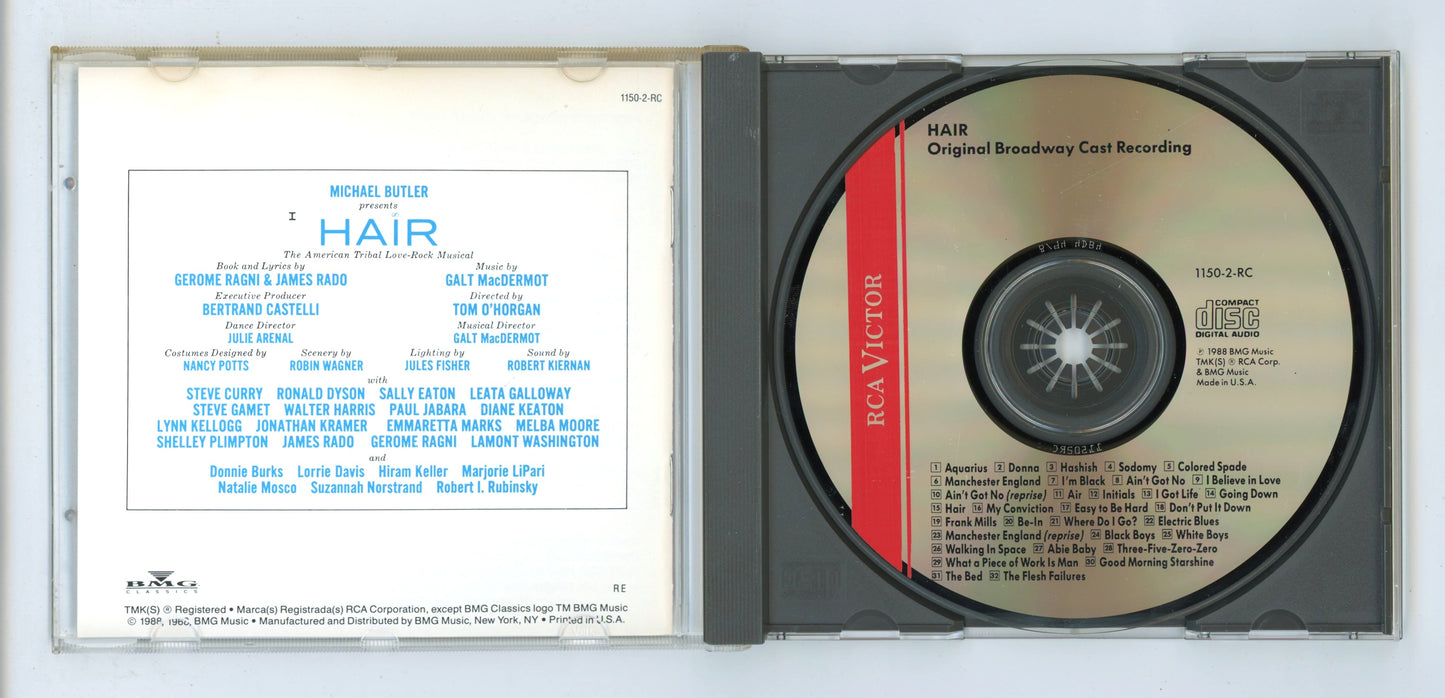 1150-2-RC
MICHAEL BUTLER
presents
HAIR
The American Tribal Love-Rock Musical
Book and Lyrics by Music by
GEROME RAGNI & JAMES RADO GALT MacDERMOT
Executive Producer Directed by
BERTRAND CASTELLI TOM O'HORGAN
Dance Director Musical Director
JULIE ARENAL GALT MacDERMOT
Costumes Designed by Scenery by Lighting by Sound by
NANCY POTTS ROBIN WAGNER JULES FISHER ROBERT KIERNAN
with
STEVE CURRY RONALD DYSON SALLY EATON LEATA GALLOWAY
STEVE GAMET WALTER HARRIS PAUL JABARA DIANE KEATON
LYNN KELLOGG JONATHAN KRAMER EMMARETTA MARKS MELBA MOORE
SHELLEY PLIMPTON JAMES RADO GEROME RAGNI LAMONT WASHINGTON
and
Donnie Burks Lorrie Davis Hiram Keller Marjorie LiPari
Natalie Mosco Suzannah Norstrand Robert I. Rubinsky
BMG
CLASSICS
RE
TMK(S) ® Registered • Marca(s) Registrada(s) RCA Corporation, except BMG Classics logo TM BMG Music
© 1988, 1968, BMG Music • Manufactured and Distributed by BMG Music, New York, NY • Printed in U.S.A.
HAIR
Original Broadway Cast Recording
RCA VICTOR
1150-2-RC
COMPACT
disc
DIGITAL AUDIO
℗ 1988 BMG Music
TMK(S) ® RCA Corp.
& BMG Music
Made in U.S.A.
1 Aquarius 2 Donna 3 Hashish 4 Sodomy 5 Colored Spade
6 Manchester England 7 I'm Black 8 Ain't Got No 9 I Believe in Love
10 Ain't Got No (reprise) 11 Air 12 Initials 13 I Got Life 14 Going Down
15 Hair 16 My Conviction 17 Easy to Be Hard 18 Don't Put It Down
19 Frank Mills 20 Be-In 21 Where Do I Go? 22 Electric Blues
23 Manchester England (reprise) 24 Black Boys 25 White Boys
26 Walking In Space 27 Abie Baby 28 Three-Five-Zero-Zero
29 What a Piece of Work Is Man 30 Good Morning Starshine
31 The Bed 32 The Flesh Failures